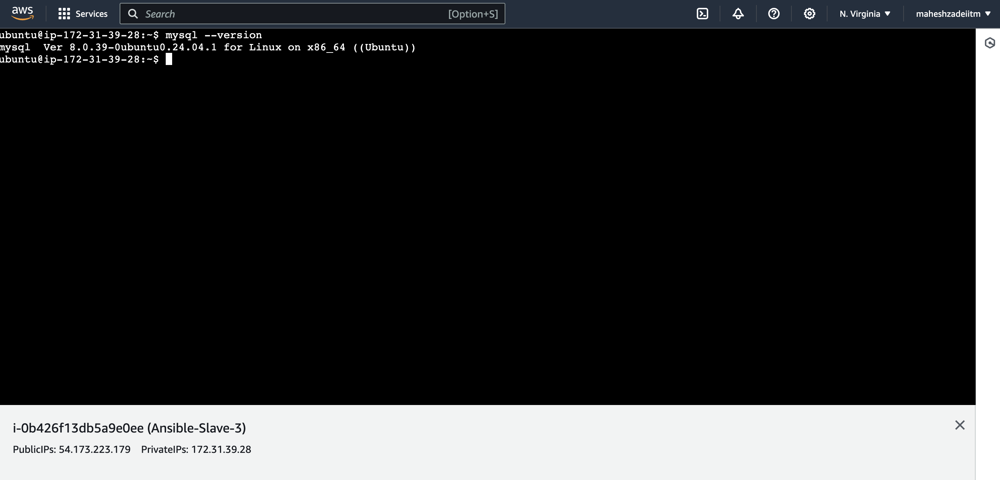 aws Services Search [Option+S] N. Virginia maheshzadeiitm
ubuntu@ip-172-31-39-28:~$ mysql --version
mysql  Ver 8.0.39-0ubuntu0.24.04.1 for Linux on x86_64 ((Ubuntu))
ubuntu@ip-172-31-39-28:~$
i-0b426f13db5a9e0ee (Ansible-Slave-3)
PublicIPs: 54.173.223.179 PrivateIPs: 172.31.39.28